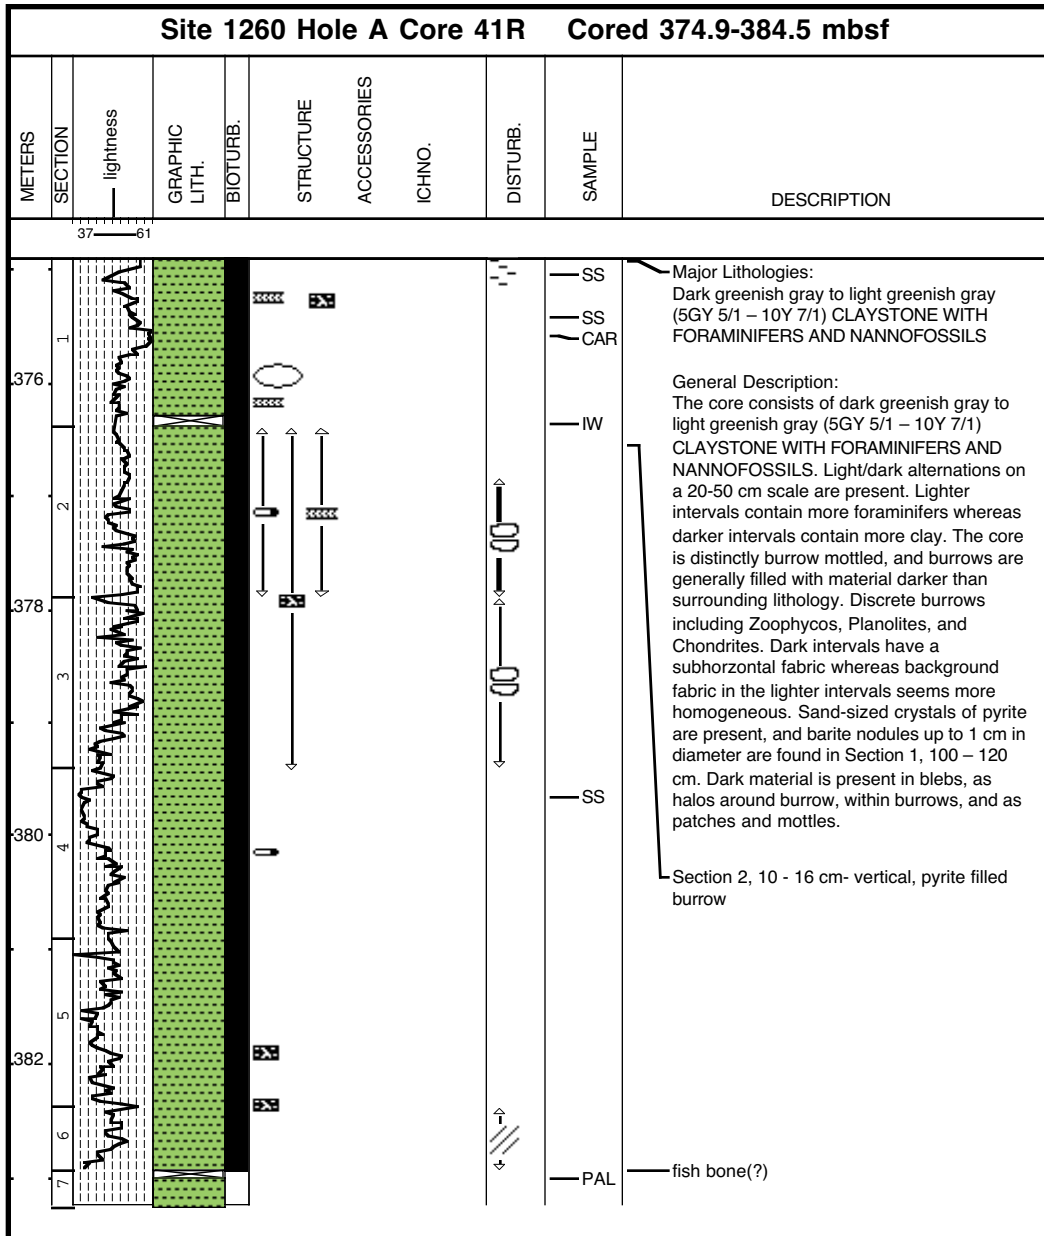 Site 1260 Hole A Core 41R Cored 374.9-384.5 mbsf
METERS
SECTION
lightness
GRAPHIC
LITH.
BIOTURB.
STRUCTURE
ACCESSORIES
ICHNO.
DISTURB.
SAMPLE
DESCRIPTION
37 61
1
2
3
4
5
6
7
376
378
380
382
SS
SS
CAR
IW
SS
PAL
Major Lithologies:
Dark greenish gray to light greenish gray
(5GY 5/1 – 10Y 7/1) CLAYSTONE WITH
FORAMINIFERS AND NANNOFOSSILS
General Description:
The core consists of dark greenish gray to
light greenish gray (5GY 5/1 – 10Y 7/1)
CLAYSTONE WITH FORAMINIFERS AND
NANNOFOSSILS. Light/dark alternations on
a 20-50 cm scale are present. Lighter
intervals contain more foraminifers whereas
darker intervals contain more clay. The core
is distinctly burrow mottled, and burrows are
generally filled with material darker than
surrounding lithology. Discrete burrows
including Zoophycos, Planolites, and
Chondrites. Dark intervals have a
subhorzontal fabric whereas background
fabric in the lighter intervals seems more
homogeneous. Sand-sized crystals of pyrite
are present, and barite nodules up to 1 cm in
diameter are found in Section 1, 100 – 120
cm. Dark material is present in blebs, as
halos around burrow, within burrows, and as
patches and mottles.
Section 2, 10 - 16 cm- vertical, pyrite filled
burrow
fish bone(?)